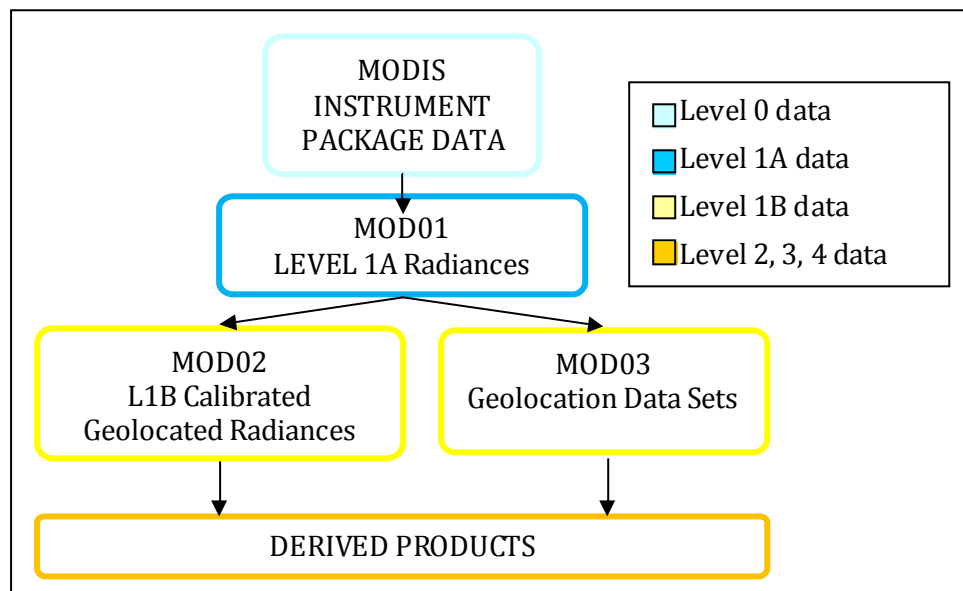 MODIS
INSTRUMENT
PACKAGE DATA
Level 0 data
Level 1A data
Level 1B data
Level 2, 3, 4 data
MOD01
LEVEL 1A Radiances
MOD02
L1B Calibrated
Geolocated Radiances
MOD03
Geolocation Data Sets
DERIVED PRODUCTS